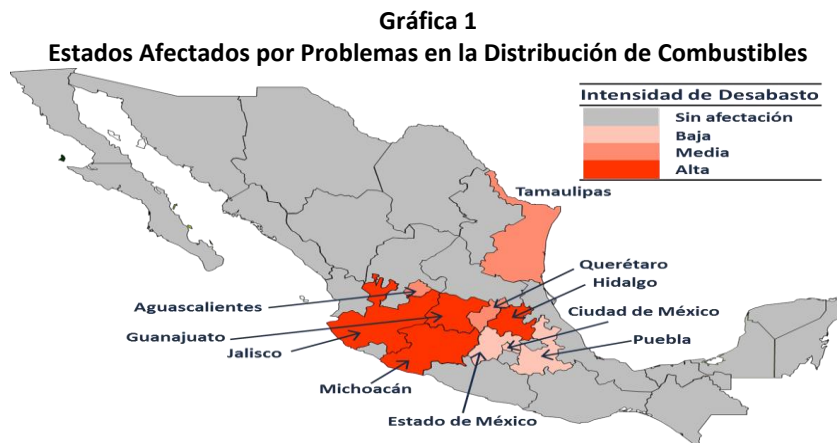 Gráfica 1
Estados Afectados por Problemas en la Distribución de Combustibles
Intensidad de Desabasto
Sin afectación
Baja
Media
Alta
Tamaulipas
Querétaro
Hidalgo
Aguascalientes
Ciudad de México
Guanajuato
Puebla
Jalisco
Michoacán
Estado de México